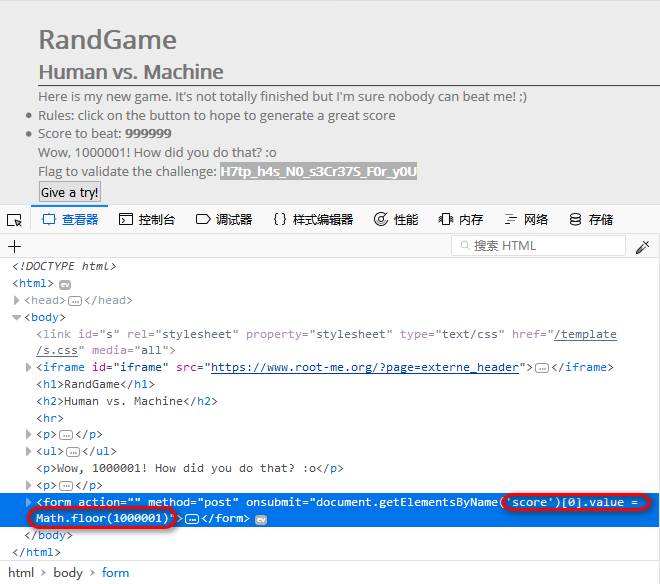 RandGame
Human vs. Machine
Here is my new game. It's not totally finished but I'm sure nobody can beat me! ;)
Rules: click on the button to hope to generate a great score
Score to beat: 999999
Wow, 1000001! How did you do that? :o
Flag to validate the challenge: H7tp_h4s_N0_s3Cr37S_F0r_y0U
Give a try!
查看器 控制台 调试器 {} 样式编辑器 性能 内存 网络 存储
+ 搜索 HTML
<!DOCTYPE html>
<html> ev
<head>…</head>
<body>
<link id="s" rel="stylesheet" property="stylesheet" type="text/css" href="/template
/s.css" media="all">
<iframe id="iframe" src="https://www.root-me.org/?page=externe_header">…</iframe>
<h1>RandGame</h1>
<h2>Human vs. Machine</h2>
<hr>
<p>…</p>
<ul>…</ul>
<p>Wow, 1000001! How did you do that? :o</p>
<p>…</p>
<form action="" method="post" onsubmit="document.getElementsByName('score')[0].value =
Math.floor(1000001)">…</form> ev
</body>
</html>
html > body > form